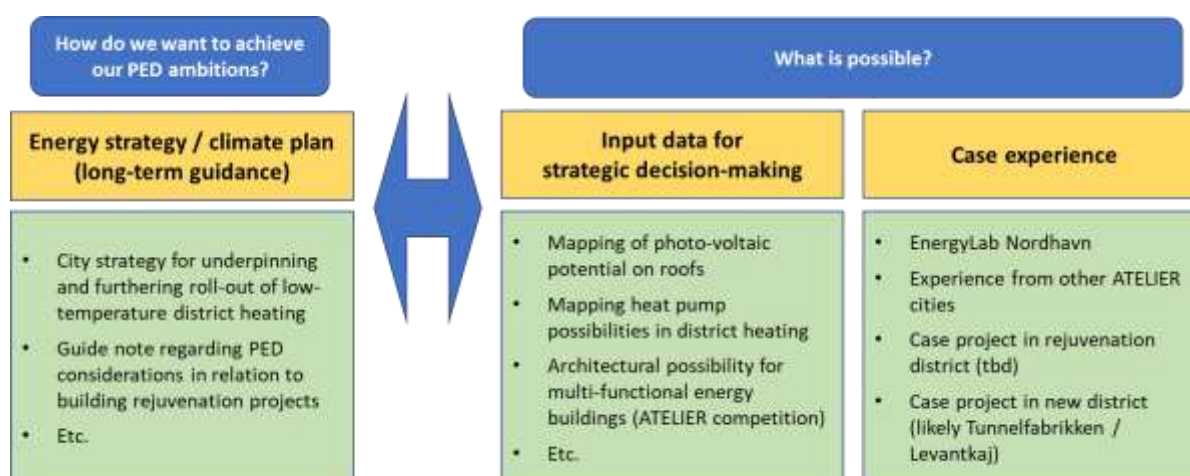 How do we want to achieve
our PED ambitions?
What is possible?
Energy strategy / climate plan
(long-term guidance)
Input data for
strategic decision-making
Case experience
• City strategy for underpinning
and furthering roll-out of low-
temperature district heating
• Guide note regarding PED
considerations in relation to
building rejuvenation projects
• Etc.
• Mapping of photo-voltaic
potential on roofs
• Mapping heat pump
possibilities in district heating
• Architectural possibility for
multi-functional energy
buildings (ATELIER competition)
• Etc.
• EnergyLab Nordhavn
• Experience from other ATELIER
cities
• Case project in rejuvenation
district (tbd)
• Case project in new district
(likely Tunnelfabrikken /
Levantkaj)